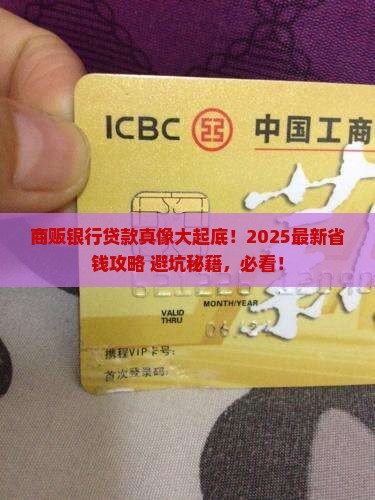 ICBC 中国工商
商贩银行贷款真像大起底！2025最新省
钱攻略 避坑秘籍，必看！
VALID
THRU
携程VIP卡号:
首次登录码: